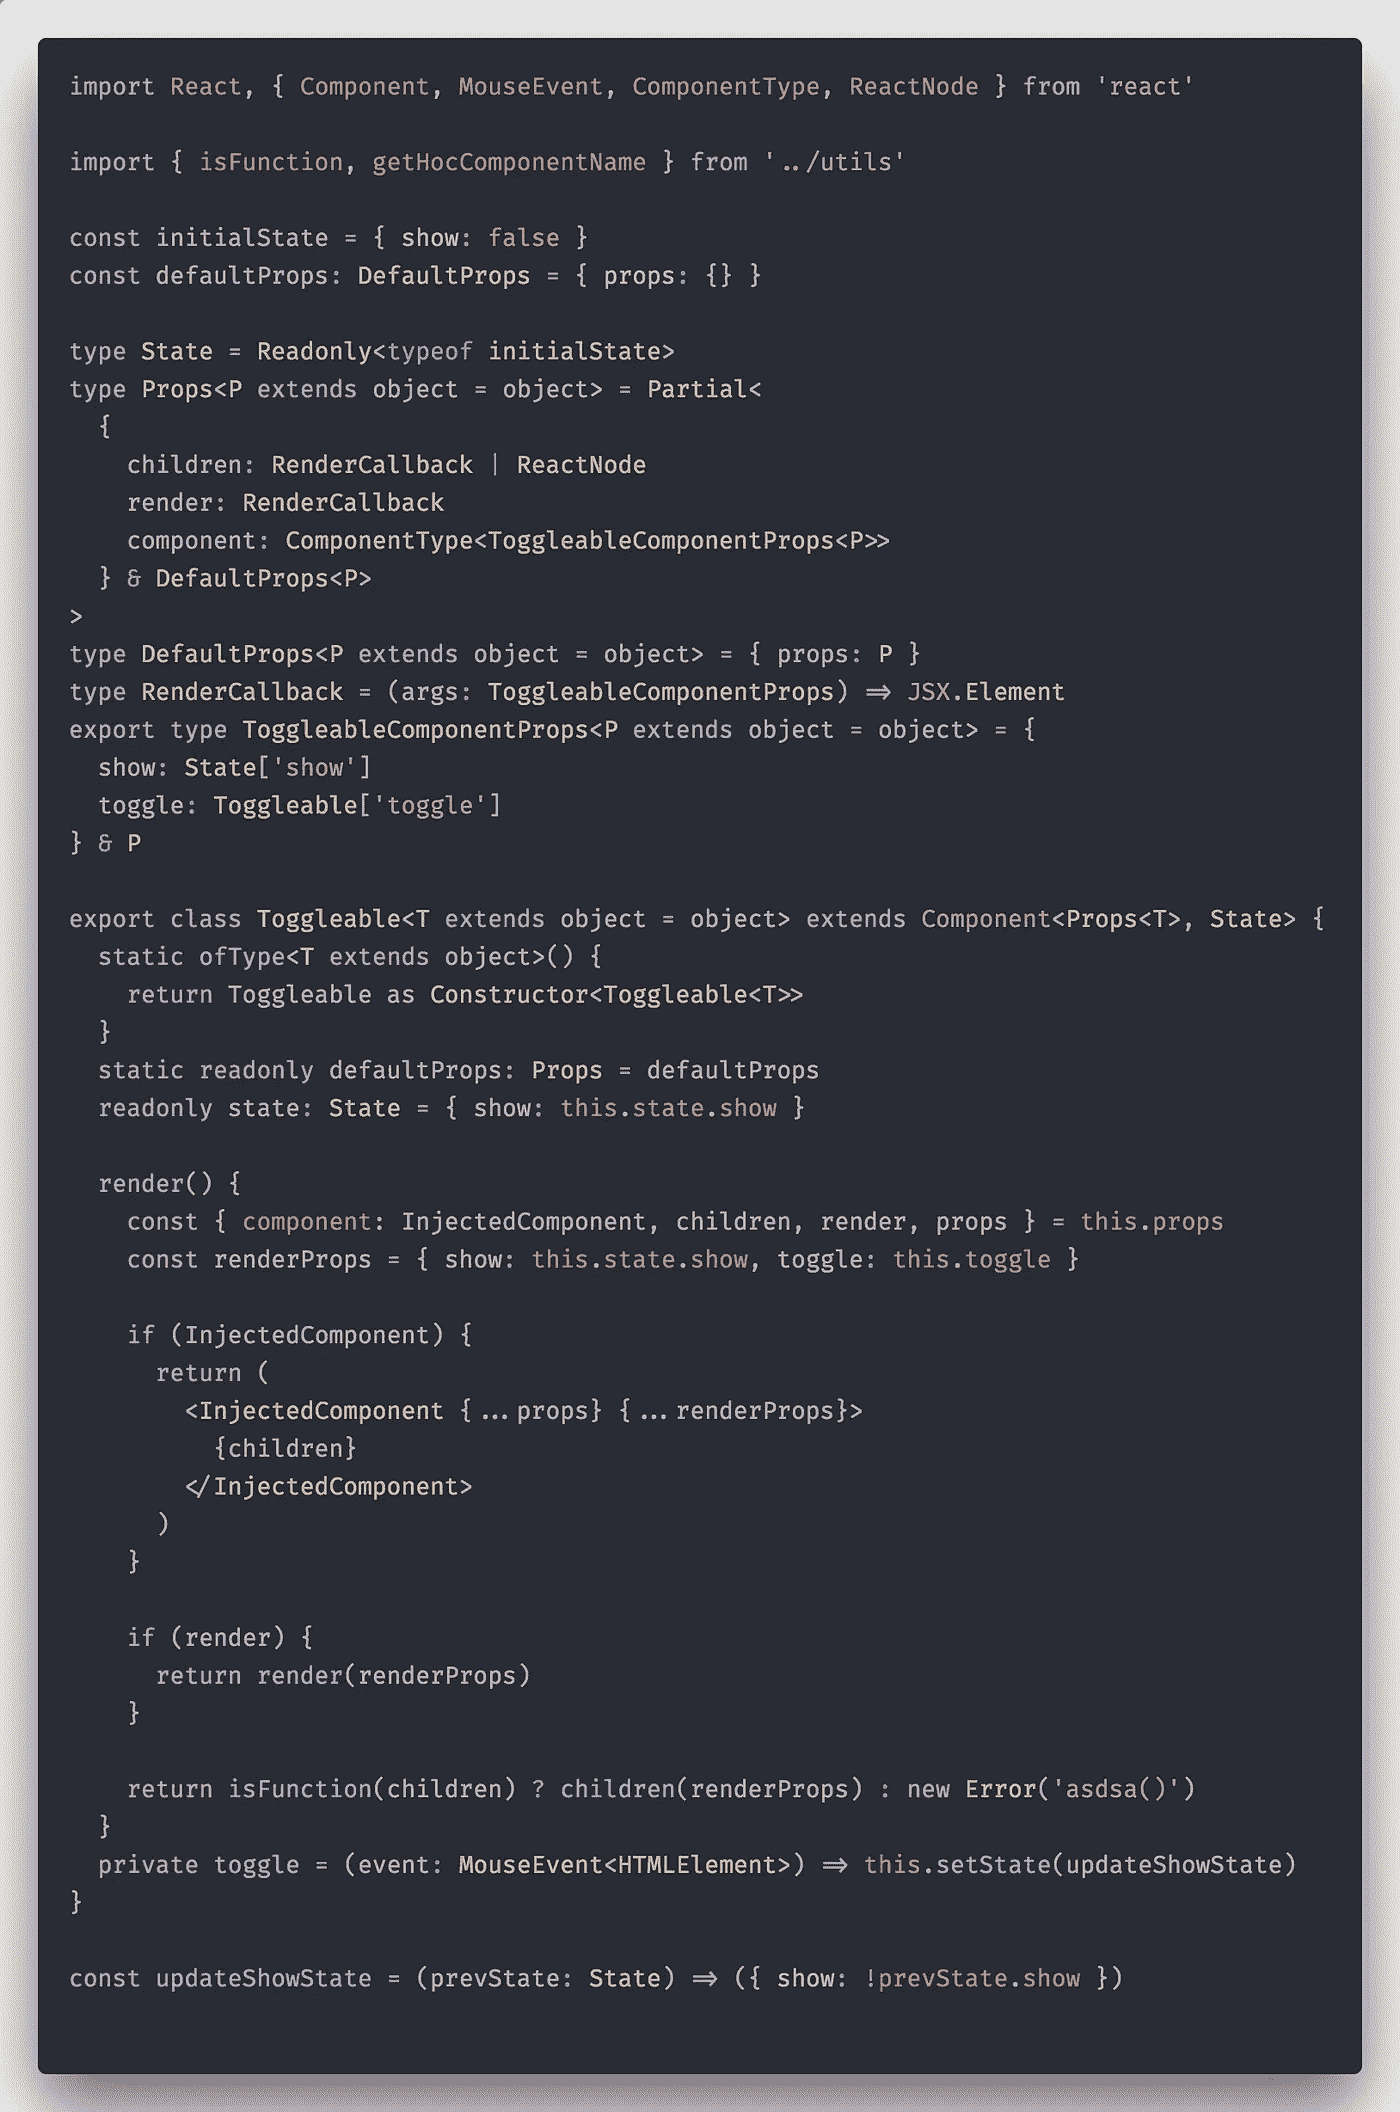 import React, { Component, MouseEvent, ComponentType, ReactNode } from 'react'

import { isFunction, getHocComponentName } from '../utils'

const initialState = { show: false }
const defaultProps: DefaultProps = { props: {} }

type State = Readonly<typeof initialState>
type Props<P extends object = object> = Partial<
  {
    children: RenderCallback | ReactNode
    render: RenderCallback
    component: ComponentType<ToggleableComponentProps<P>>
  } & DefaultProps<P>
>
type DefaultProps<P extends object = object> = { props: P }
type RenderCallback = (args: ToggleableComponentProps) => JSX.Element
export type ToggleableComponentProps<P extends object = object> = {
  show: State['show']
  toggle: Toggleable['toggle']
} & P

export class Toggleable<T extends object = object> extends Component<Props<T>, State> {
  static ofType<T extends object>() {
    return Toggleable as Constructor<Toggleable<T>>
  }
  static readonly defaultProps: Props = defaultProps
  readonly state: State = { show: this.state.show }

  render() {
    const { component: InjectedComponent, children, render, props } = this.props
    const renderProps = { show: this.state.show, toggle: this.toggle }

    if (InjectedComponent) {
      return (
        <InjectedComponent {...props} {...renderProps}>
          {children}
        </InjectedComponent>
      )
    }

    if (render) {
      return render(renderProps)
    }

    return isFunction(children) ? children(renderProps) : new Error('asdsa()')
  }
  private toggle = (event: MouseEvent<HTMLElement>) => this.setState(updateShowState)
}

const updateShowState = (prevState: State) => ({ show: !prevState.show })